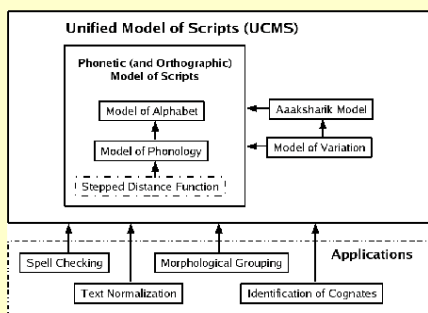 Unified Model of Scripts (UCMS)
Phonetic (and Orthographic)
Model of Scripts
Model of Alphabet
Aaaksharik Model
Model of Phonology
Model of Variation
Stepped Distance Function
Applications
Spell Checking
Morphological Grouping
Text Normalization
Identification of Cognates